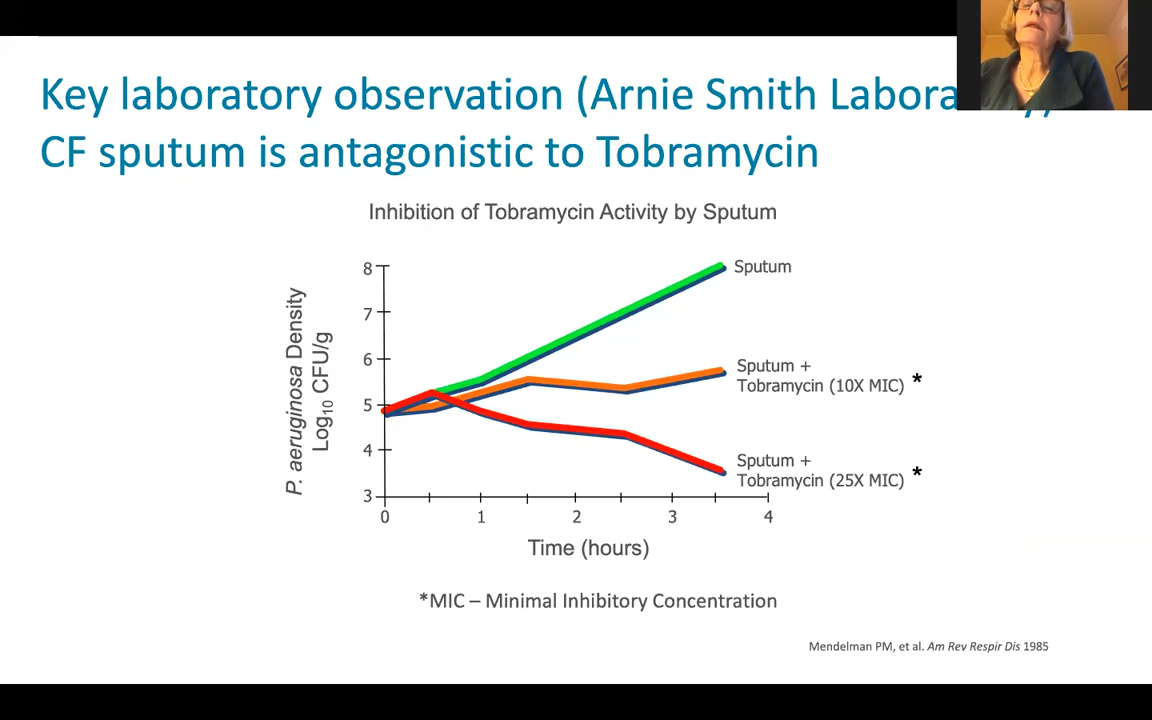 Key laboratory observation (Arnie Smith
CF sputum is antagonistic to Tobramycin
Inhibition of Tobramycin Activity by Sputum
P. aeruginosa Density
Log10 CFU/g
8
7
6
5
4
3
0
1
2
3
4
Time (hours)
Sputum
Sputum +
Tobramycin (10X MIC) *
Sputum +
Tobramycin (25X MIC) *
*MIC – Minimal Inhibitory Concentration
Mendelman PM, et al. Am Rev Respir Dis 1985